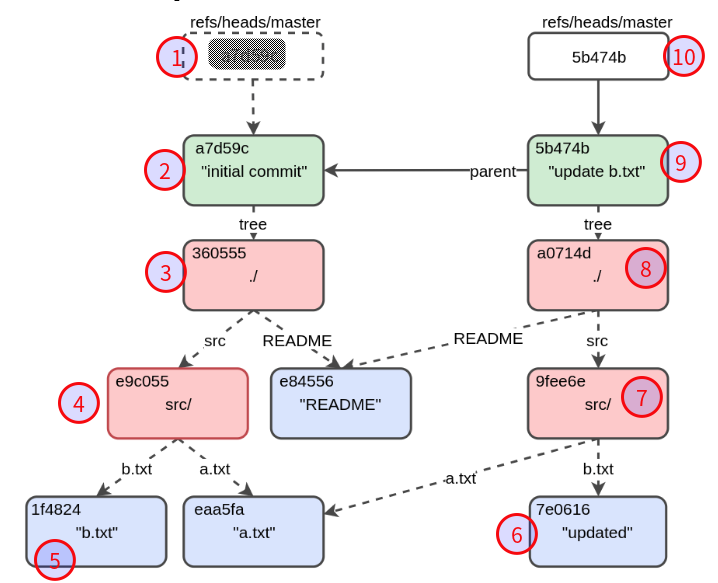 refs/heads/master
refs/heads/master
1
5b474b
10
a7d59c
"initial commit"
2
5b474b
"update b.txt"
9
parent
tree
tree
360555
./
3
a0714d
./
8
src
README
README
src
e9c055
src/
4
e84556
"README"
9fee6e
src/
7
b.txt
a.txt
a.txt
b.txt
1f4824
"b.txt"
5
eaa5fa
"a.txt"
7e0616
"updated"
6